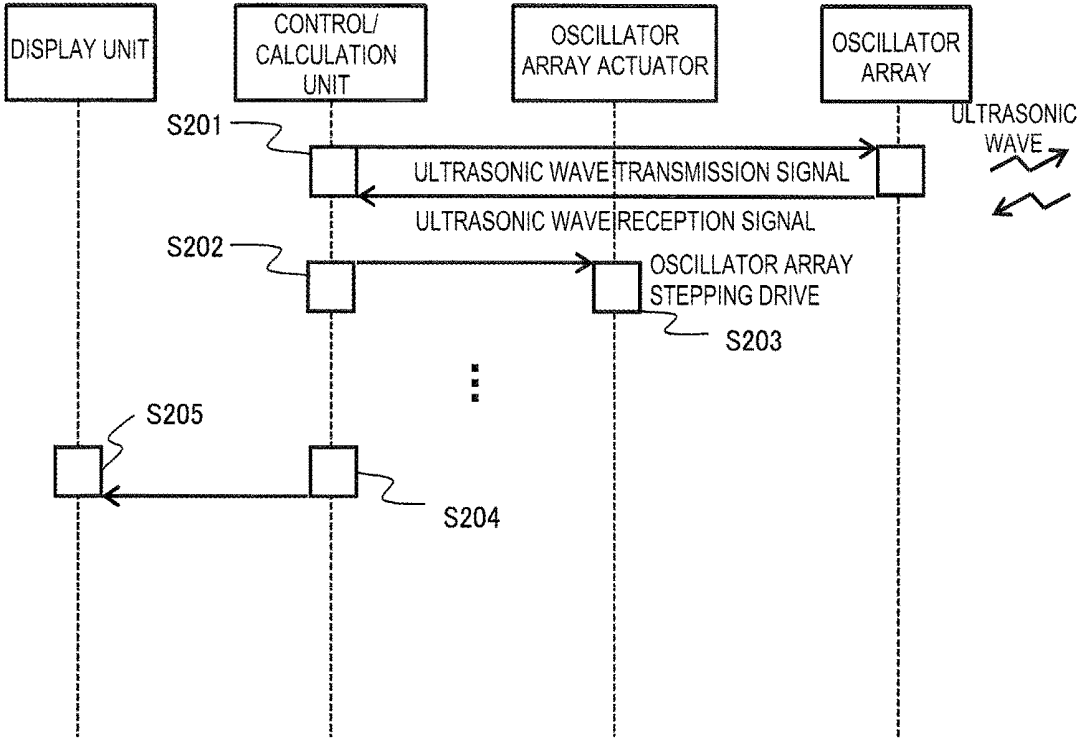 DISPLAY UNIT
CONTROL/
CALCULATION
UNIT
OSCILLATOR
ARRAY ACTUATOR
OSCILLATOR
ARRAY
ULTRASONIC
WAVE
S201
ULTRASONIC WAVE TRANSMISSION SIGNAL
ULTRASONIC WAVE RECEPTION SIGNAL
S202
OSCILLATOR ARRAY
STEPPING DRIVE
S203
S205
S204